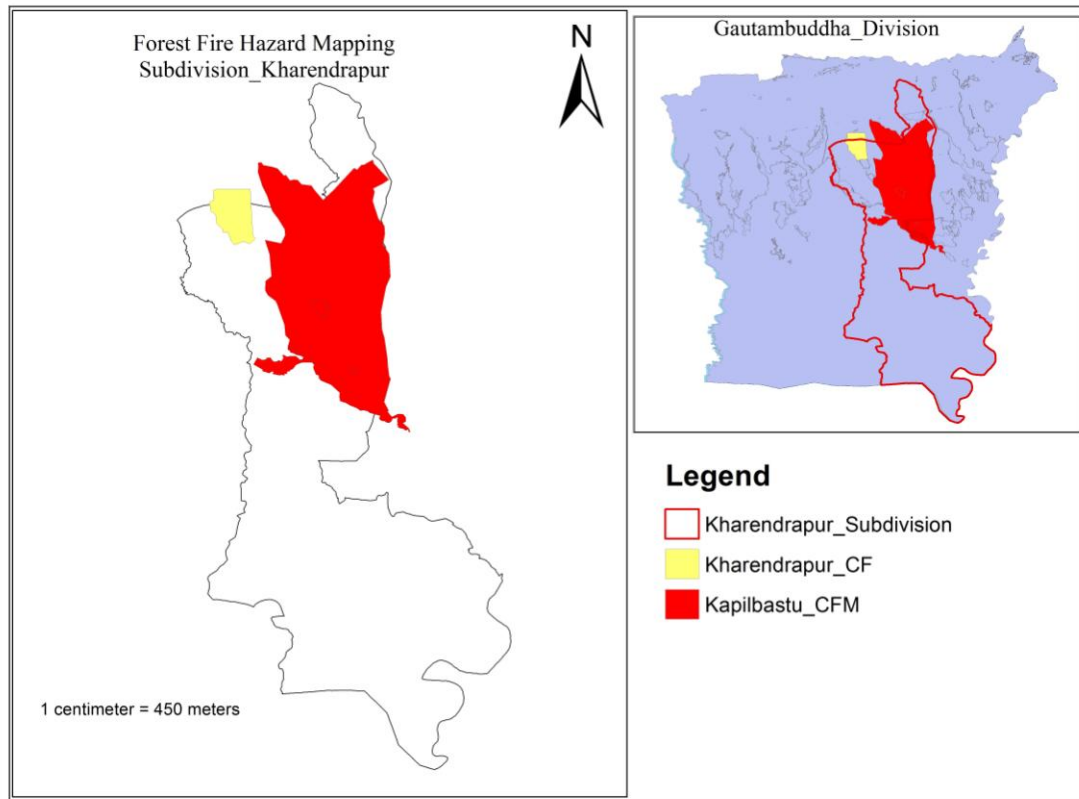 Forest Fire Hazard Mapping
Subdivision_Kharendrapur
N
1 centimeter = 450 meters
Gautambuddha_Division
Legend
Kharendrapur_Subdivision
Kharendrapur_CF
Kapilbastu_CFM